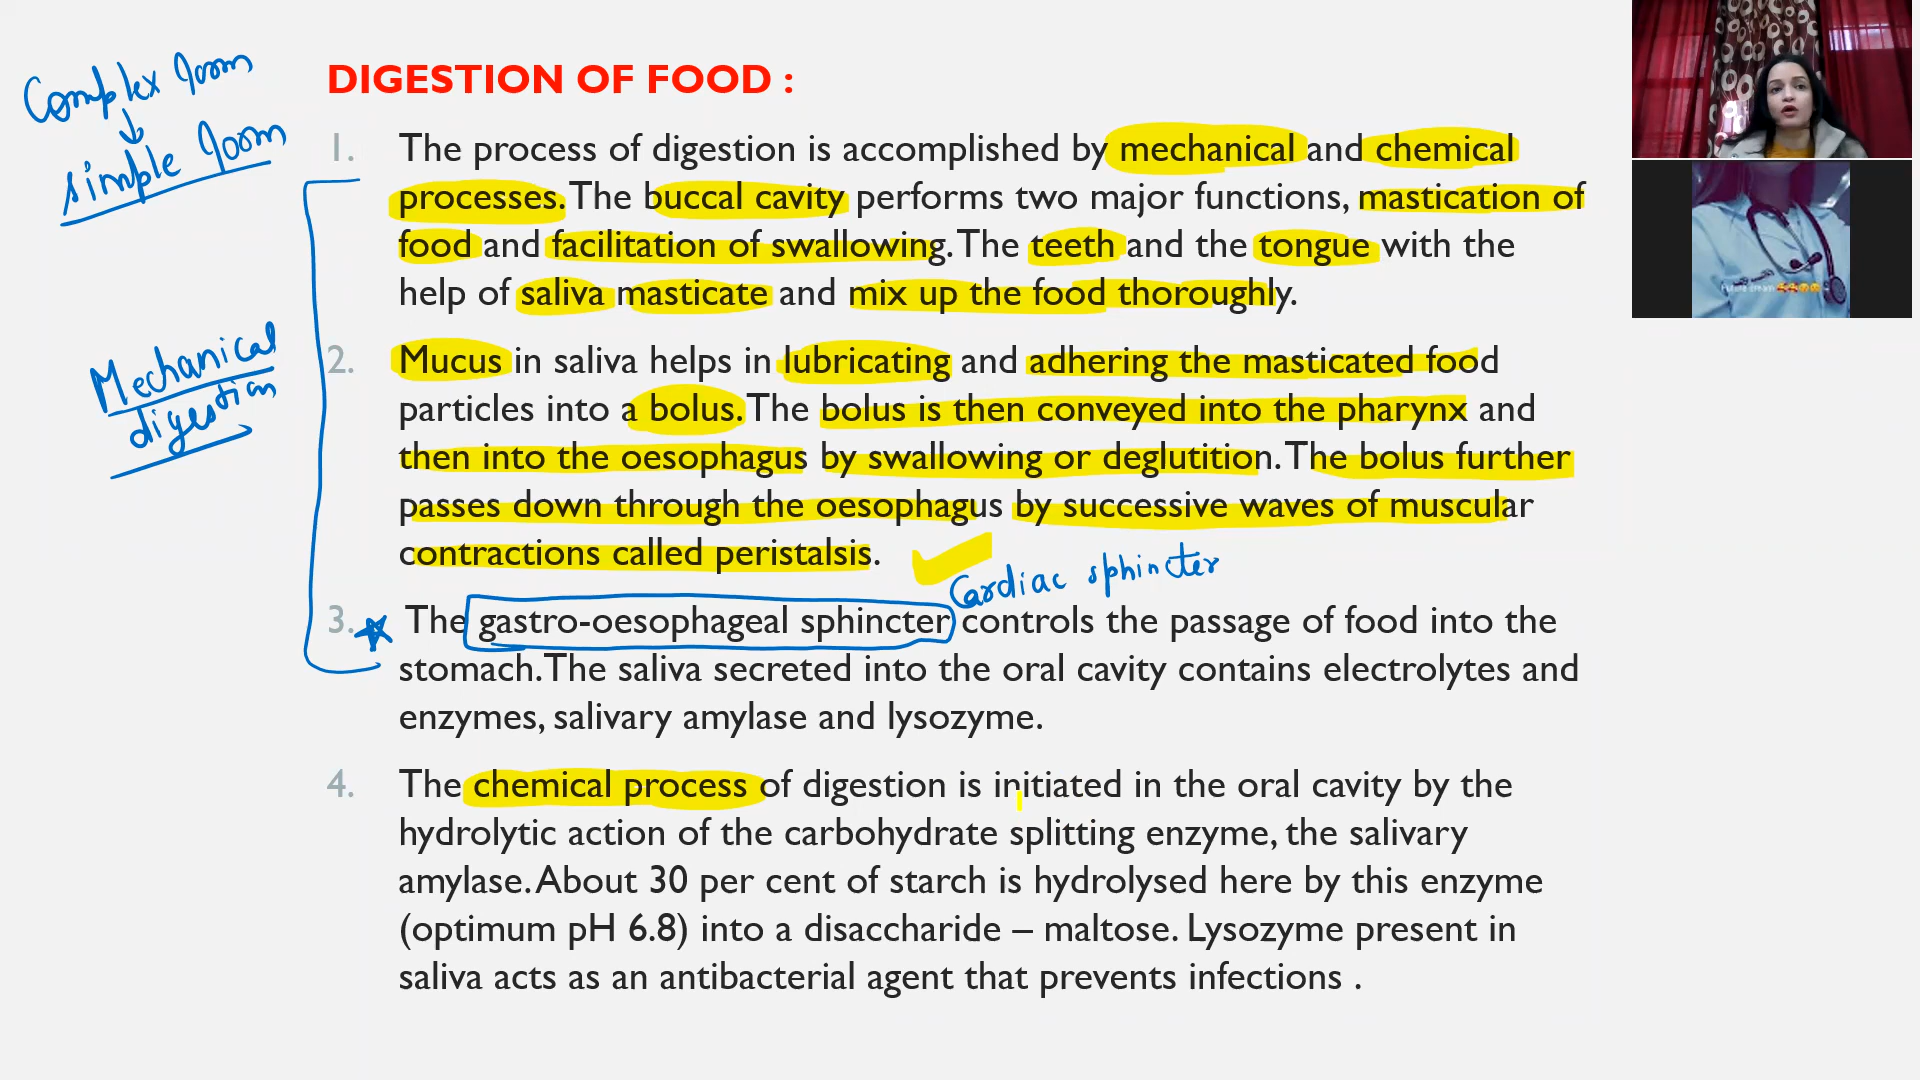 Complex form
↓
simple form
Mechanical
digestion
DIGESTION OF FOOD :
1. The process of digestion is accomplished by mechanical and chemical
processes. The buccal cavity performs two major functions, mastication of
food and facilitation of swallowing. The teeth and the tongue with the
help of saliva masticate and mix up the food thoroughly.
2. Mucus in saliva helps in lubricating and adhering the masticated food
particles into a bolus. The bolus is then conveyed into the pharynx and
then into the oesophagus by swallowing or deglutition. The bolus further
passes down through the oesophagus by successive waves of muscular
contractions called peristalsis.
Cardiac sphincter
3. The gastro-oesophageal sphincter controls the passage of food into the
stomach. The saliva secreted into the oral cavity contains electrolytes and
enzymes, salivary amylase and lysozyme.
4. The chemical process of digestion is initiated in the oral cavity by the
hydrolytic action of the carbohydrate splitting enzyme, the salivary
amylase. About 30 per cent of starch is hydrolysed here by this enzyme
(optimum pH 6.8) into a disaccharide – maltose. Lysozyme present in
saliva acts as an antibacterial agent that prevents infections .